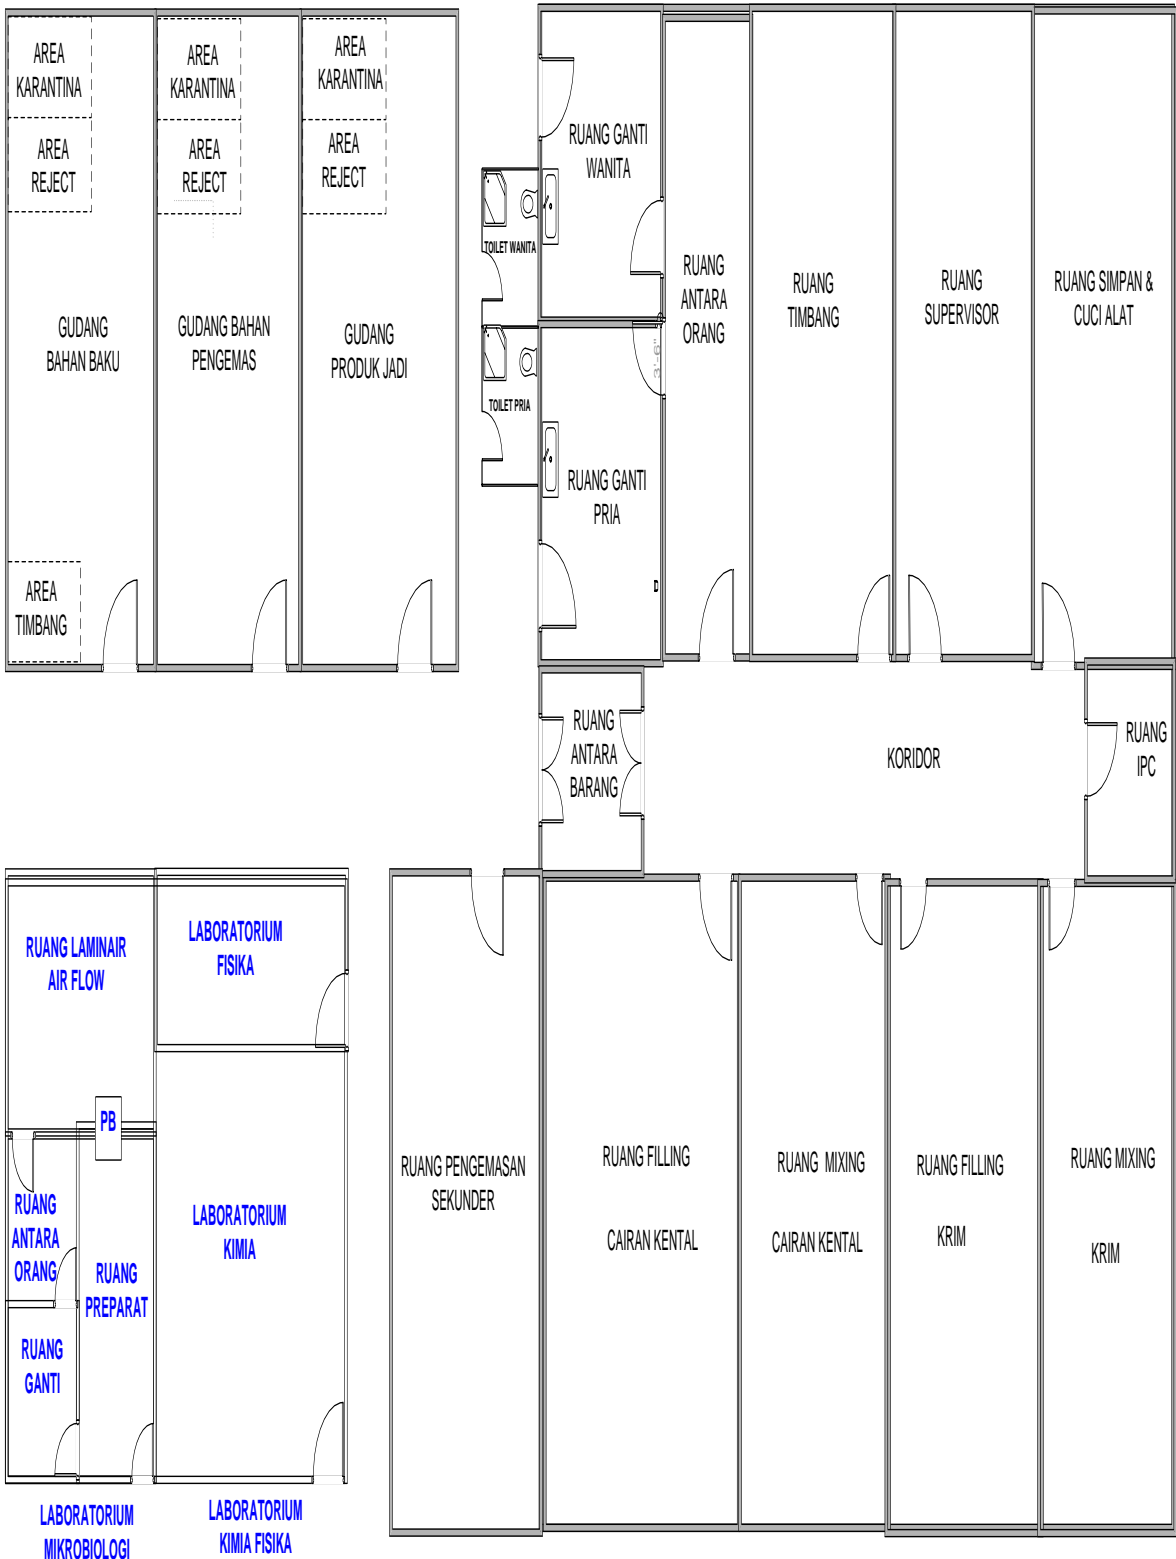 AREA
KARANTINA
AREA
REJECT
AREA
KARANTINA
AREA
REJECT
AREA
KARANTINA
AREA
REJECT
GUDANG
BAHAN BAKU
GUDANG BAHAN
PENGEMAS
GUDANG
PRODUK JADI
AREA
TIMBANG
RUANG GANTI
WANITA
TOILET WANITA
TOILET PRIA
3'-6"
RUANG GANTI
PRIA
D
RUANG
ANTARA
ORANG
RUANG
TIMBANG
RUANG
SUPERVISOR
RUANG SIMPAN &
CUCI ALAT
RUANG
ANTARA
BARANG
KORIDOR
RUANG
IPC
RUANG LAMINAIR
AIR FLOW
LABORATORIUM
FISIKA
PB
RUANG
ANTARA
ORANG
RUANG
PREPARAT
RUANG
GANTI
LABORATORIUM
KIMIA
LABORATORIUM
MIKROBIOLOGI
LABORATORIUM
KIMIA FISIKA
RUANG PENGEMASAN
SEKUNDER
RUANG FILLING
CAIRAN KENTAL
RUANG MIXING
CAIRAN KENTAL
RUANG FILLING
KRIM
RUANG MIXING
KRIM